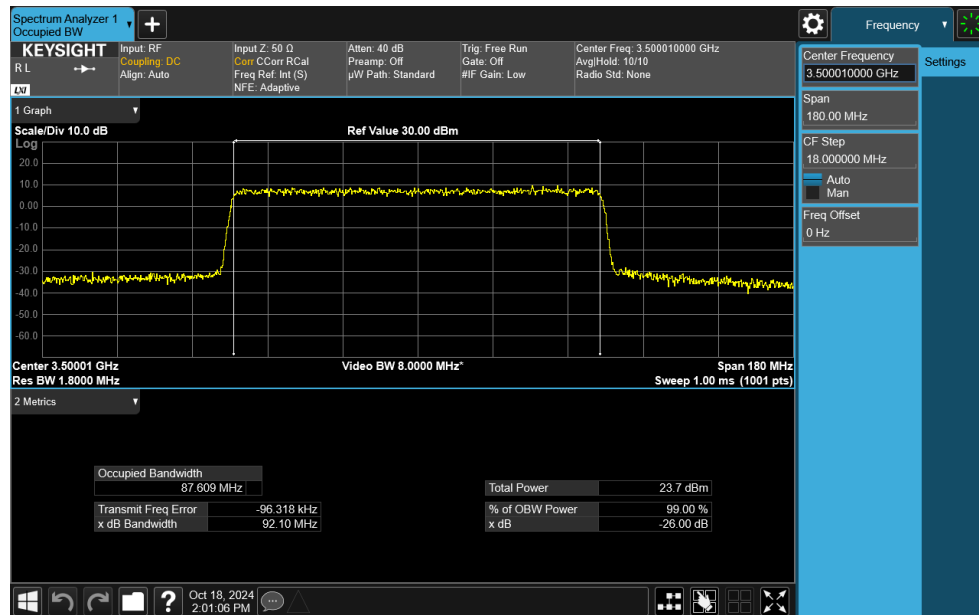 Spectrum Analyzer 1
Occupied BW
+
Frequency
KEYSIGHT
R L
LXI
Input: RF
Coupling: DC
Align: Auto
Input Z: 50 Ω
Corr CCorr RCal
Freq Ref: Int (S)
NFE: Adaptive
Atten: 40 dB
Preamp: Off
µW Path: Standard
Trig: Free Run
Gate: Off
#IF Gain: Low
Center Freq: 3.500010000 GHz
Avg|Hold: 10/10
Radio Std: None
Center Frequency
3.500010000 GHz
Settings
Span
180.00 MHz
CF Step
18.000000 MHz
Auto
Man
Freq Offset
0 Hz
1 Graph
Scale/Div 10.0 dB
Ref Value 30.00 dBm
Log
20.0
10.0
0.00
-10.0
-20.0
-30.0
-40.0
-50.0
-60.0
Center 3.50001 GHz
Video BW 8.0000 MHz*
Span 180 MHz
Res BW 1.8000 MHz
Sweep 1.00 ms (1001 pts)
2 Metrics
Occupied Bandwidth
87.609 MHz
Total Power 23.7 dBm
Transmit Freq Error -96.318 kHz
% of OBW Power 99.00 %
x dB Bandwidth 92.10 MHz
x dB -26.00 dB
?
Oct 18, 2024
2:01:06 PM